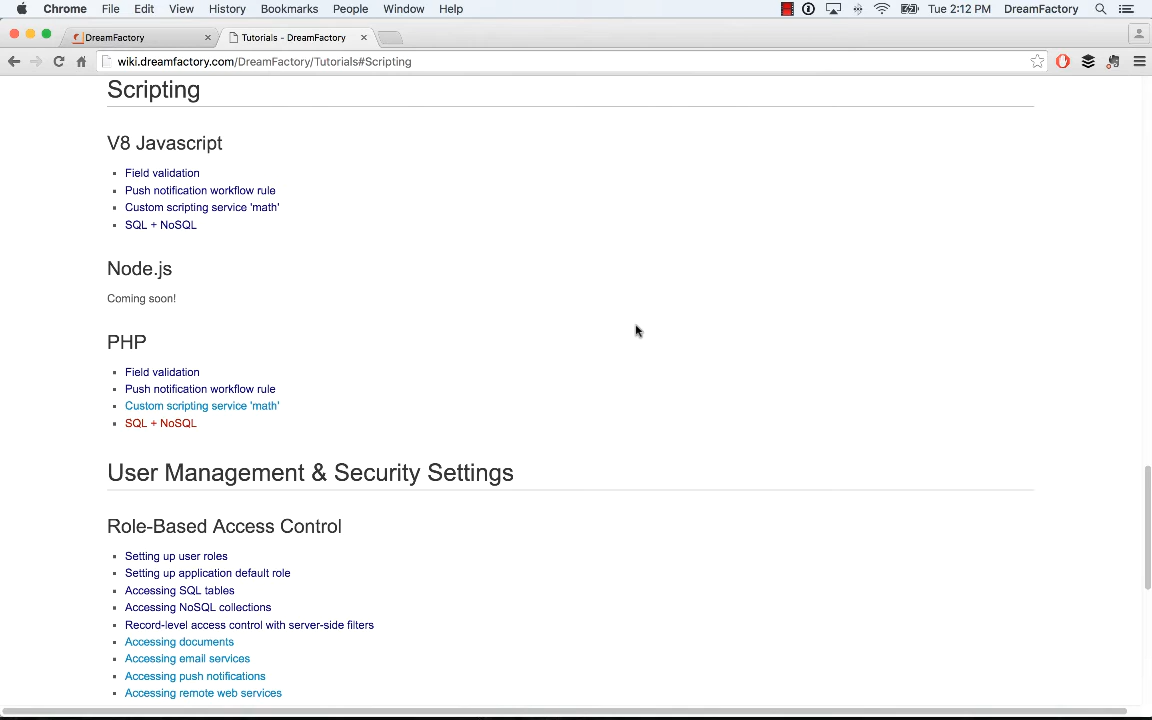 Chrome File Edit View History Bookmarks People Window Help Tue 2:12 PM DreamFactory
DreamFactory
Tutorials - DreamFactory
wiki.dreamfactory.com/DreamFactory/Tutorials#Scripting
Scripting
V8 Javascript
Field validation
Push notification workflow rule
Custom scripting service 'math'
SQL + NoSQL
Node.js
Coming soon!
PHP
Field validation
Push notification workflow rule
Custom scripting service 'math'
SQL + NoSQL
User Management & Security Settings
Role-Based Access Control
Setting up user roles
Setting up application default role
Accessing SQL tables
Accessing NoSQL collections
Record-level access control with server-side filters
Accessing documents
Accessing email services
Accessing push notifications
Accessing remote web services